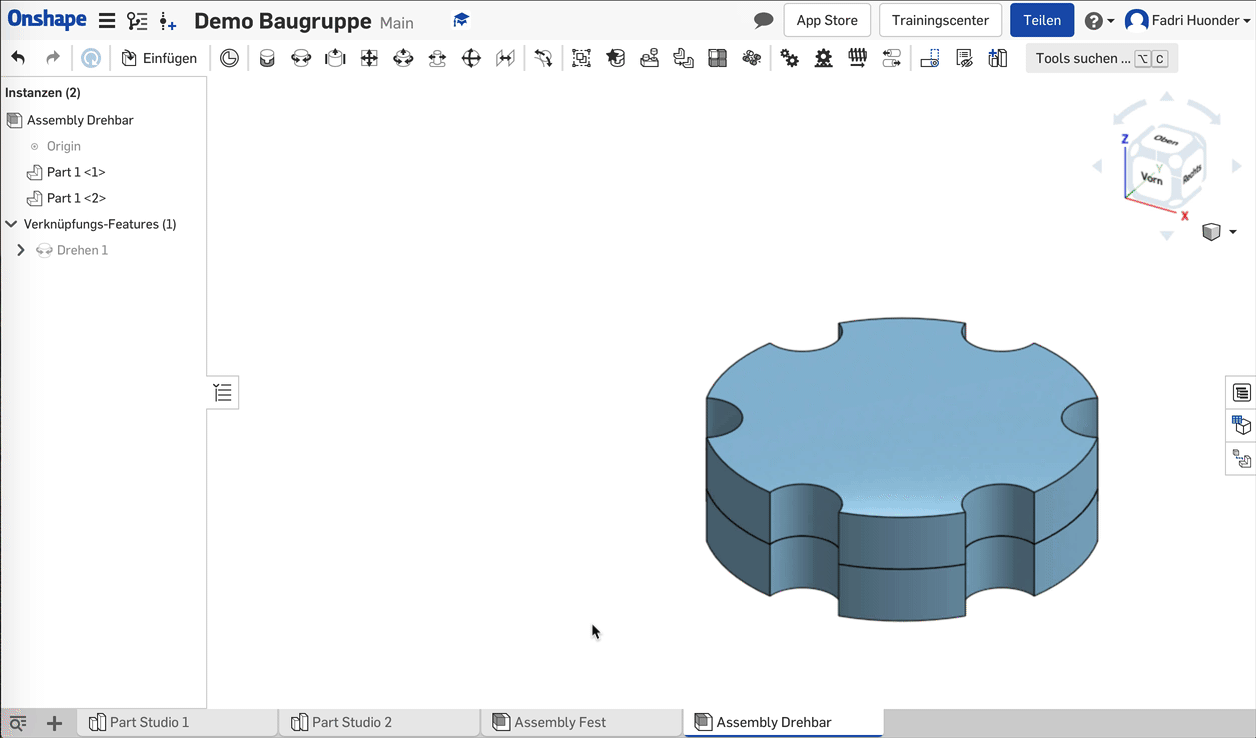 Onshape Demo Baugruppe Main App Store Trainingscenter Teilen Fadri Huonder
Einfügen Tools suchen ... ⌥ C
Instanzen (2)
Assembly Drehbar
Origin
Part 1 <1>
Part 1 <2>
Verknüpfungs-Features (1)
Drehen 1
Z
Oben
Y
Vorn
Rechts
X
Part Studio 1 Part Studio 2 Assembly Fest Assembly Drehbar